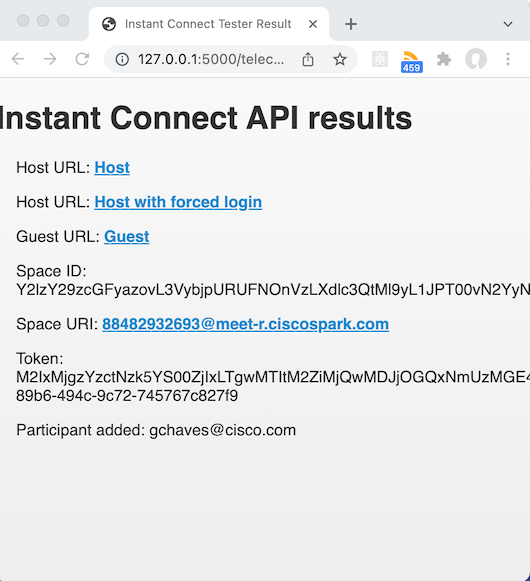 Instant Connect Tester Result
127.0.0.1:5000/telec...
459
Instant Connect API results
Host URL: Host
Host URL: Host with forced login
Guest URL: Guest
Space ID:
Y2lzY29zcGFyazovL3VybjpURUFNOnVzLXdlc3QtMl9yL1JPT00vN2YyN
Space URI: 88482932693@meet-r.ciscospark.com
Token:
M2IxMjgzYzctNzk5YS00ZjIxLTgwMTItM2ZiMjQwMDJjOGQxNmUzMGE4
89b6-494c-9c72-745767c827f9
Participant added: gchaves@cisco.com